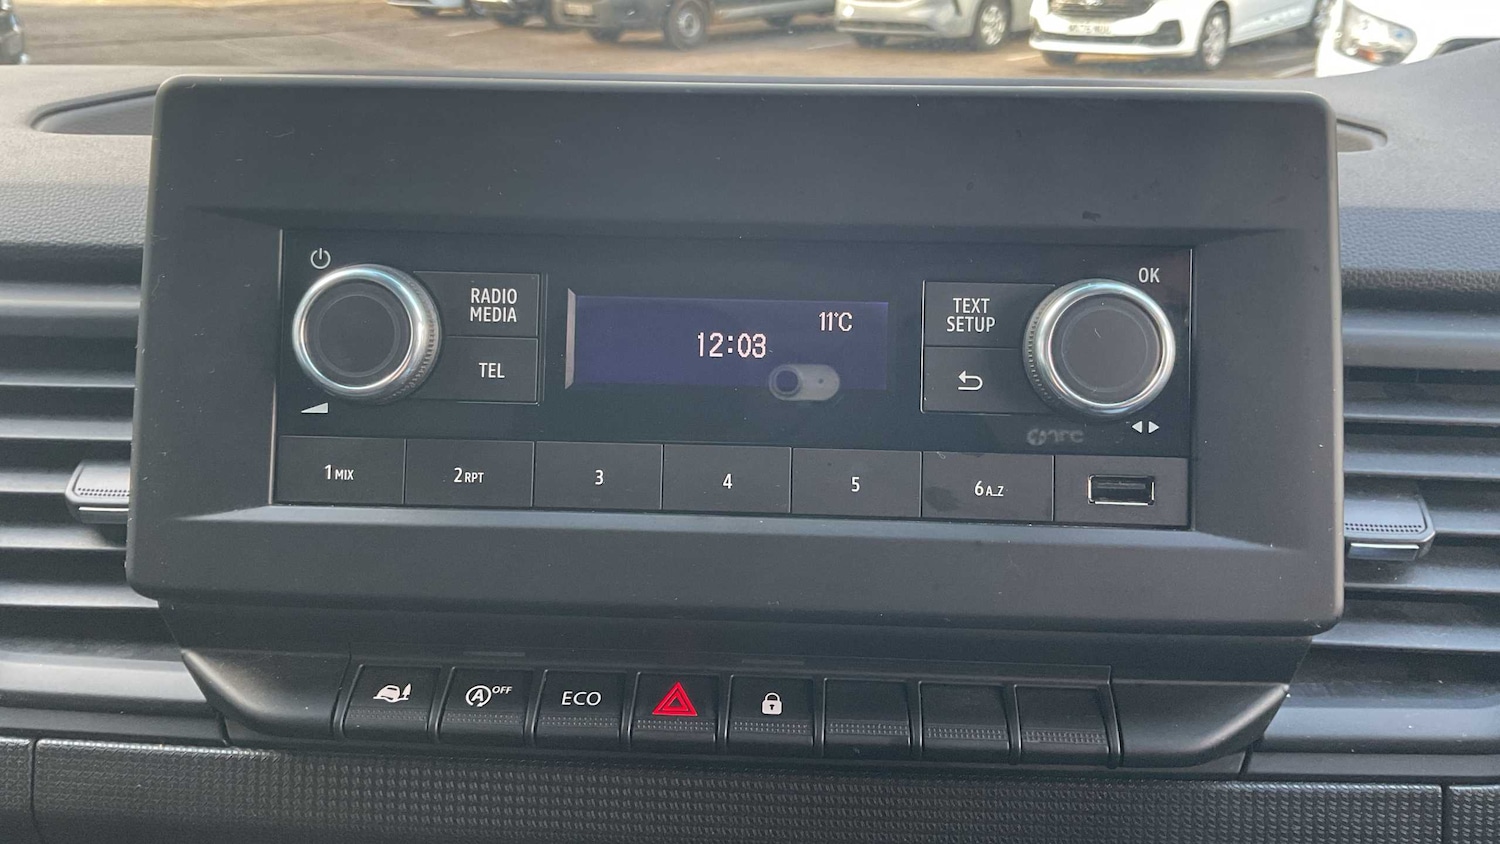 RADIO
MEDIA
TEL
11°C
12:03
TEXT
SETUP
OK
1 MIX
2 RPT
3
4
5
6 A_Z
A OFF
ECO